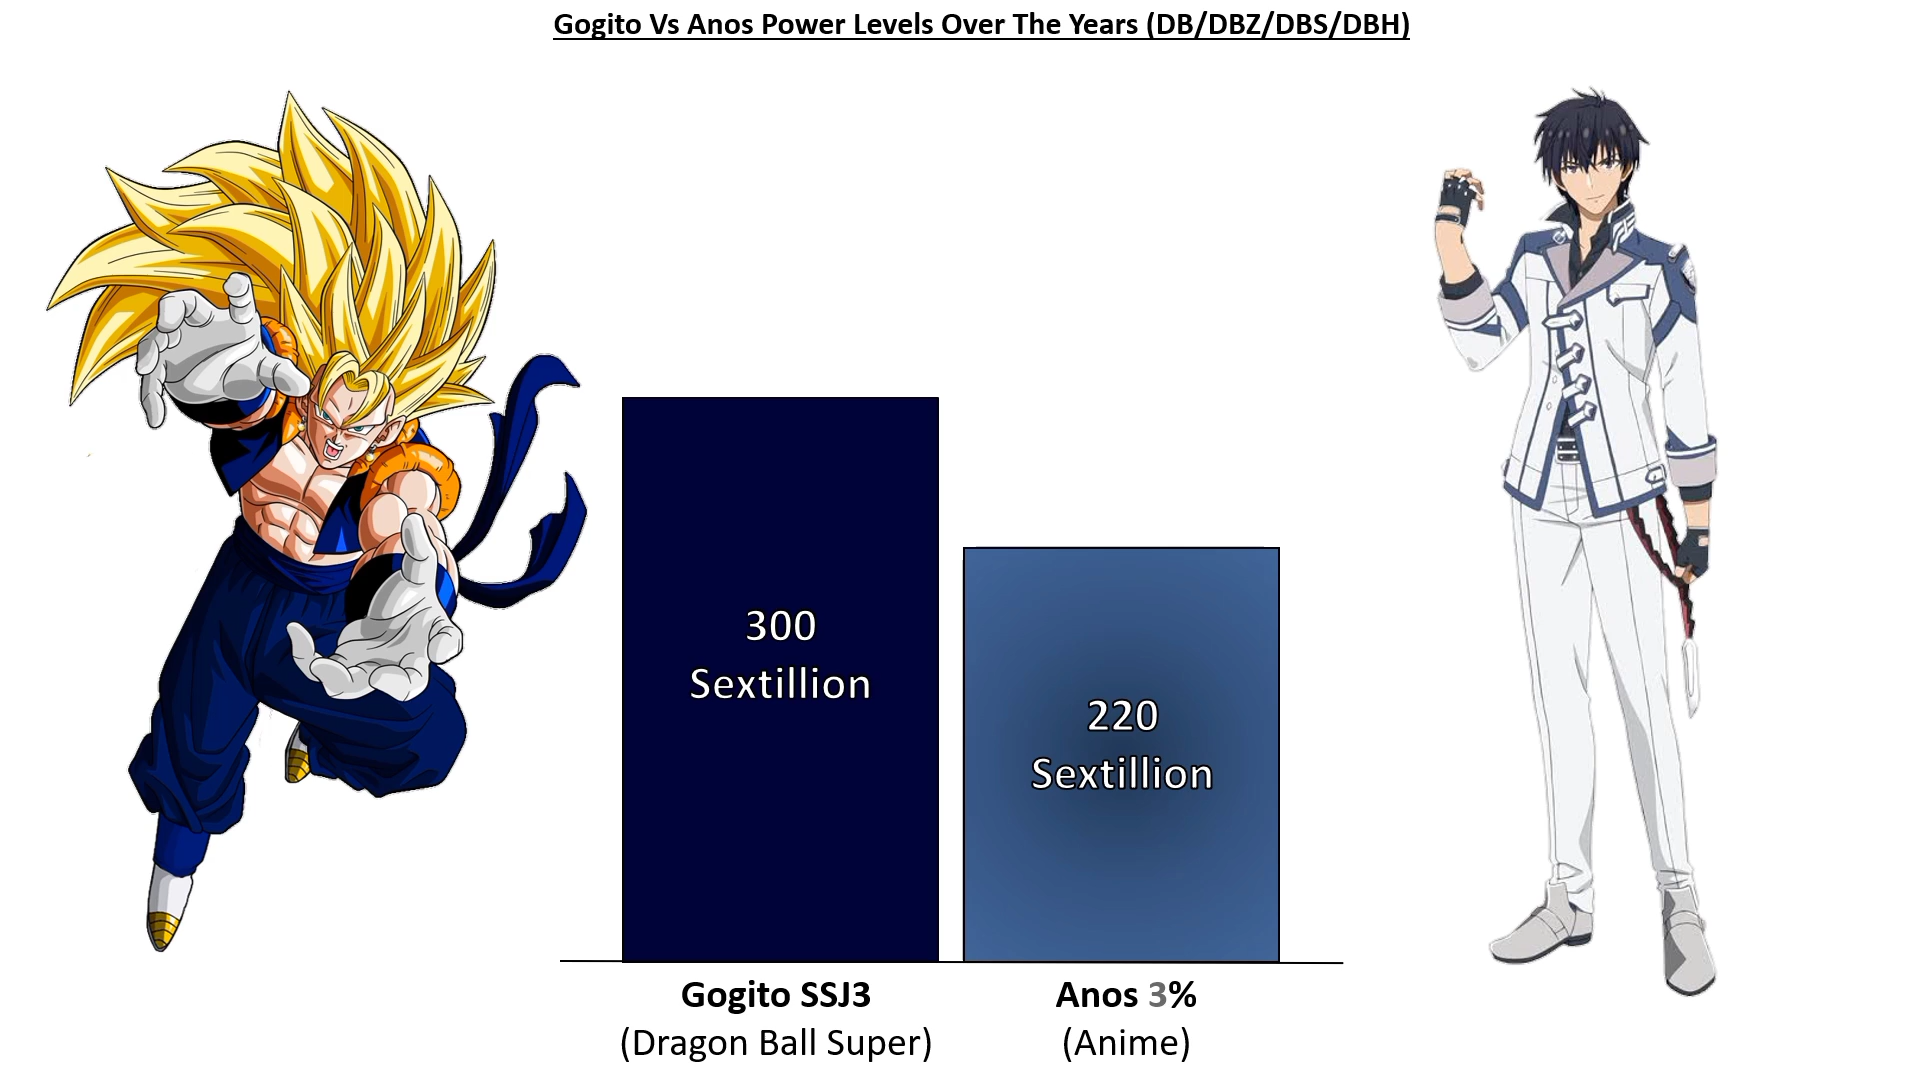 Gogito Vs Anos Power Levels Over The Years (DB/DBZ/DBS/DBH)
300
Sextillion
220
Sextillion
Gogito SSJ3
(Dragon Ball Super)
Anos 3%
(Anime)